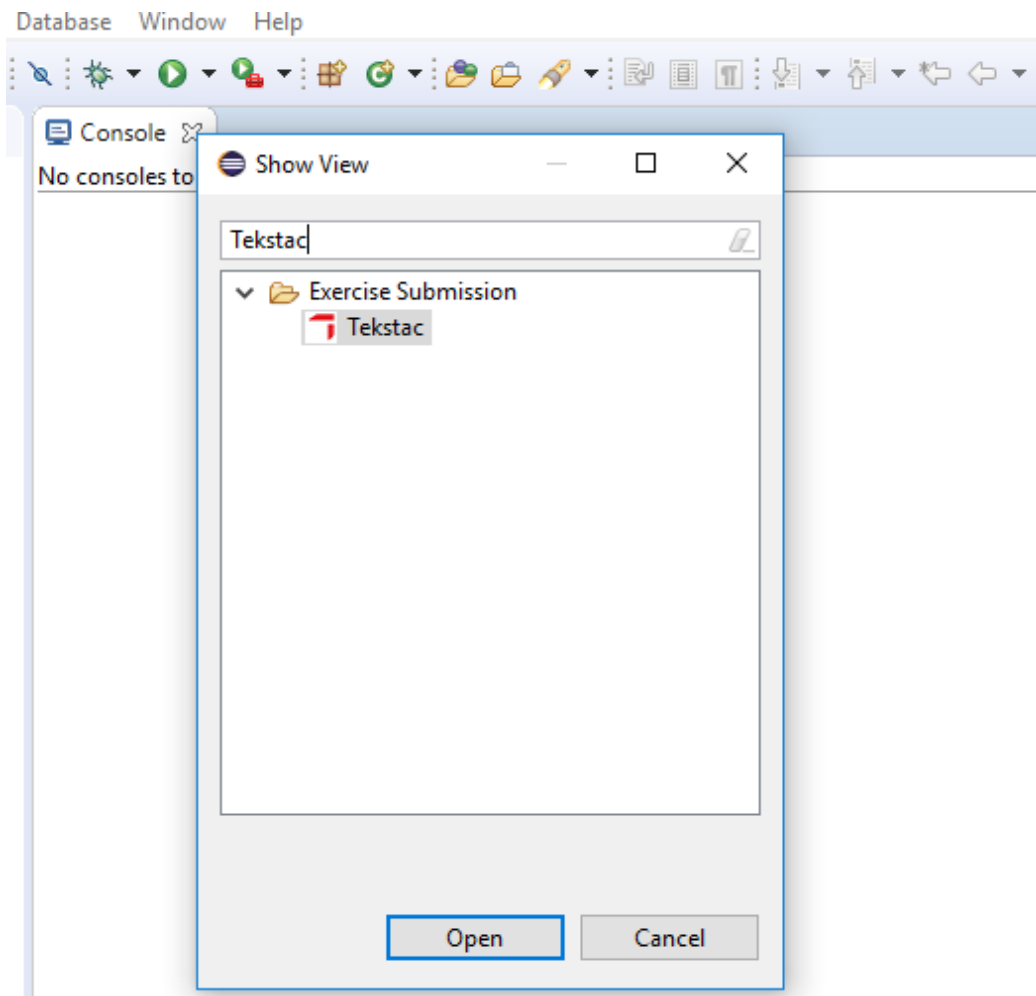 Database Window Help
Console
No consoles to
Show View
Tekstac
Exercise Submission
Tekstac
Open Cancel